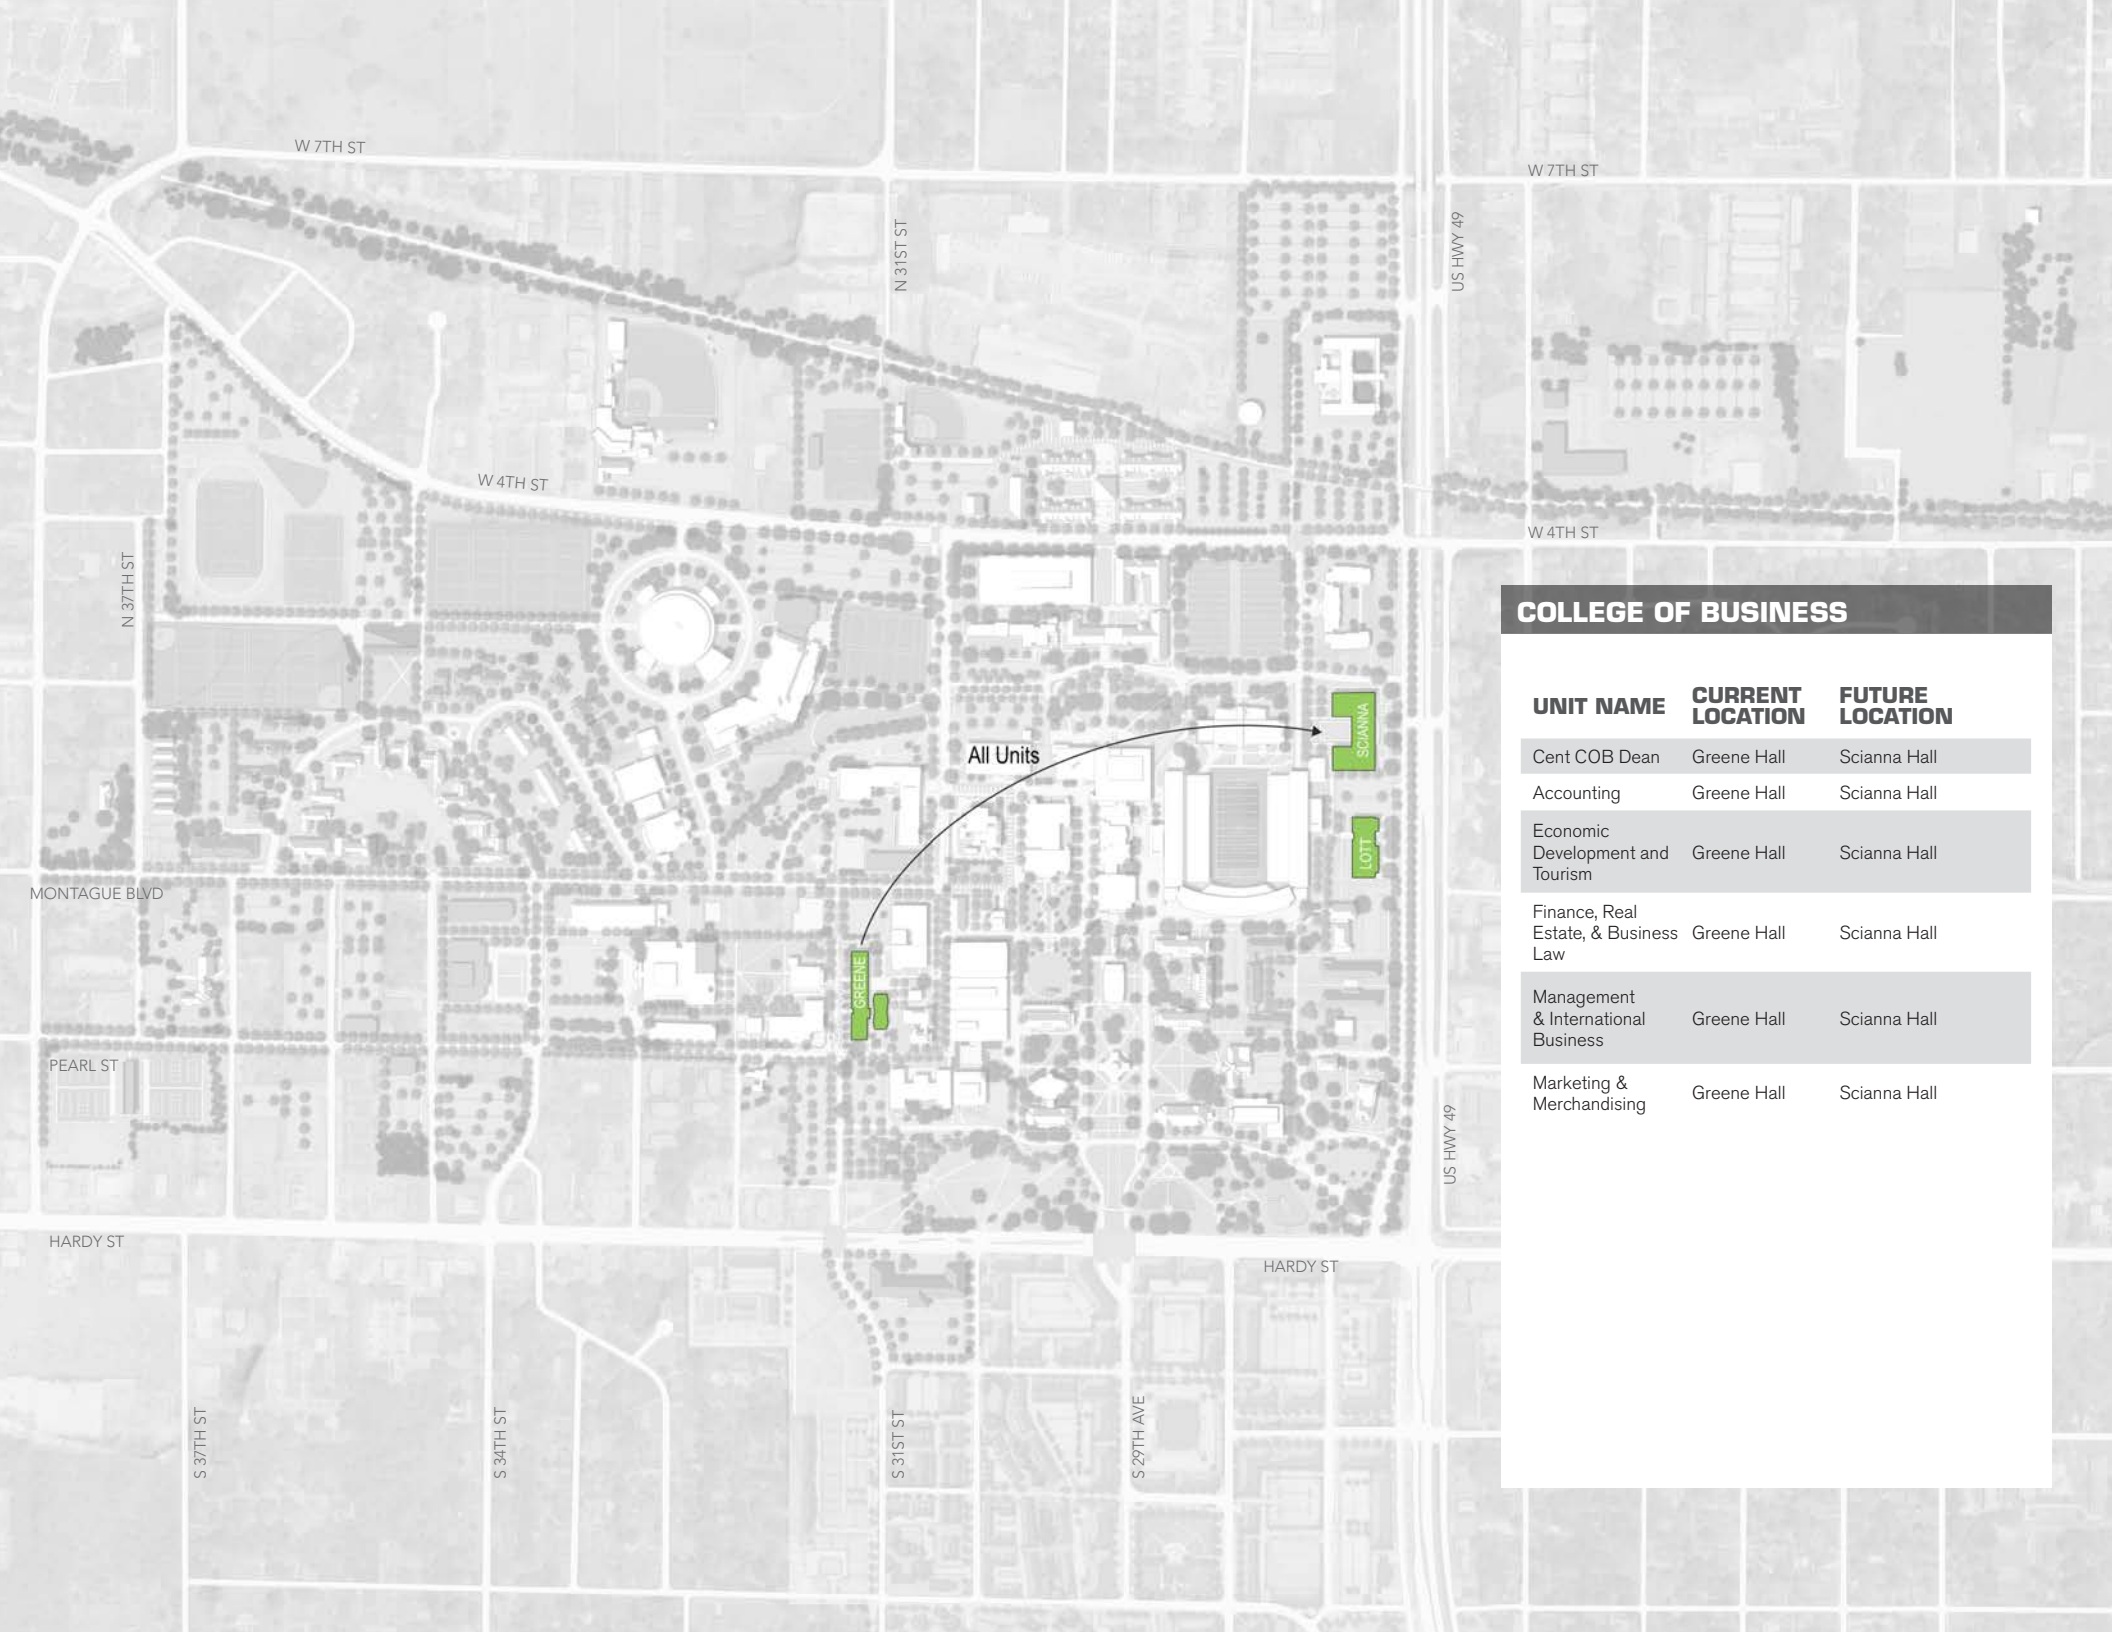 W 7TH ST
W 7TH ST
N 31ST ST
US HWY 49
W 4TH ST
W 4TH ST
N 37TH ST
COLLEGE OF BUSINESS
UNIT NAME
CURRENT
LOCATION
FUTURE
LOCATION
Cent COB Dean Greene Hall Scianna Hall
Accounting Greene Hall Scianna Hall
Economic
Development and Greene Hall Scianna Hall
Tourism
Finance, Real
Estate, & Business Greene Hall Scianna Hall
Law
Management
& International Greene Hall Scianna Hall
Business
Marketing &
Merchandising
Greene Hall Scianna Hall
SCIANNA
All Units
LOTT
MONTAGUE BLVD
GREENE
PEARL ST
US HWY 49
HARDY ST
HARDY ST
S 37TH ST
S 34TH ST
S 31ST ST
S 29TH AVE